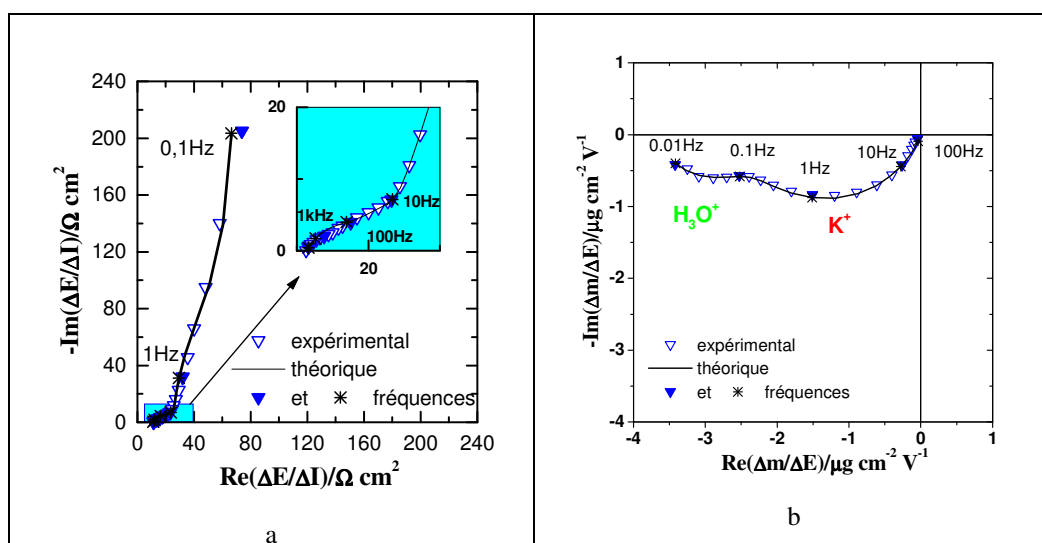 240
200
160
120
80
40
0
-Im(ΔE/ΔI)/Ω cm²
0,1Hz
1Hz
20
0
1kHz
10Hz
100Hz
20
expérimental
théorique
et fréquences
0 40 80 120 160 200 240
Re(ΔE/ΔI)/Ω cm²
a
1
0
-1
-2
-3
-4
-Im(Δm/ΔE)/µg cm⁻² V⁻¹
0.01Hz
0.1Hz
1Hz
10Hz
100Hz
H₃O⁺
K⁺
expérimental
théorique
et fréquences
-4 -3 -2 -1 0 1
Re(Δm/ΔE)/µg cm⁻² V⁻¹
b